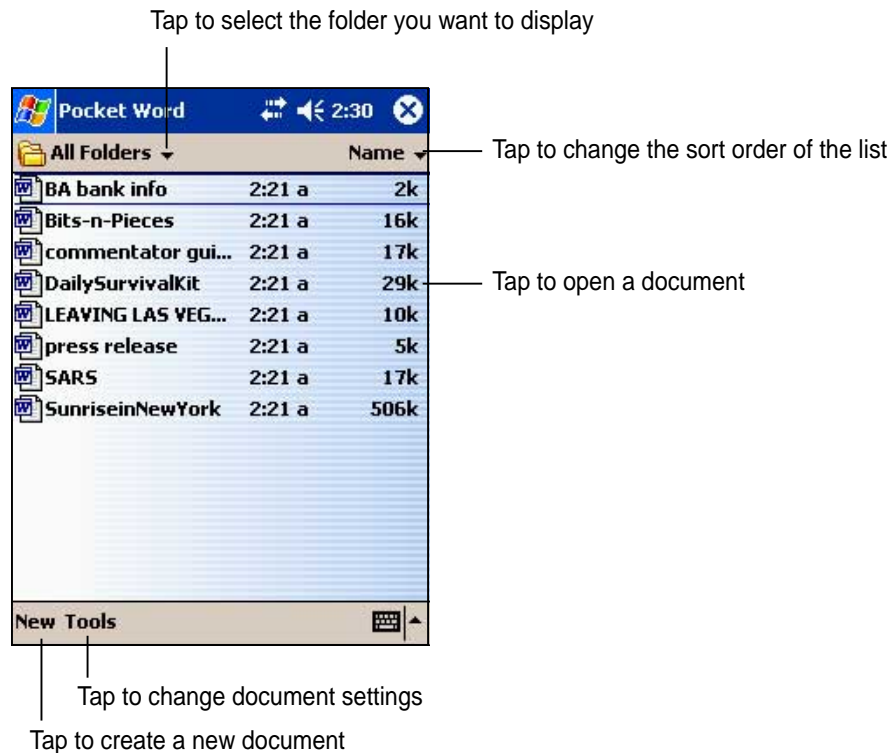 Tap to select the folder you want to display
Pocket Word 2:30
All Folders Name
Tap to change the sort order of the list
BA bank info 2:21 a 2k
Bits-n-Pieces 2:21 a 16k
commentator gui... 2:21 a 17k
DailySurvivalKit 2:21 a 29k
Tap to open a document
LEAVING LAS VEG... 2:21 a 10k
press release 2:21 a 5k
SARS 2:21 a 17k
SunriseinNewYork 2:21 a 506k
New Tools
Tap to change document settings
Tap to create a new document